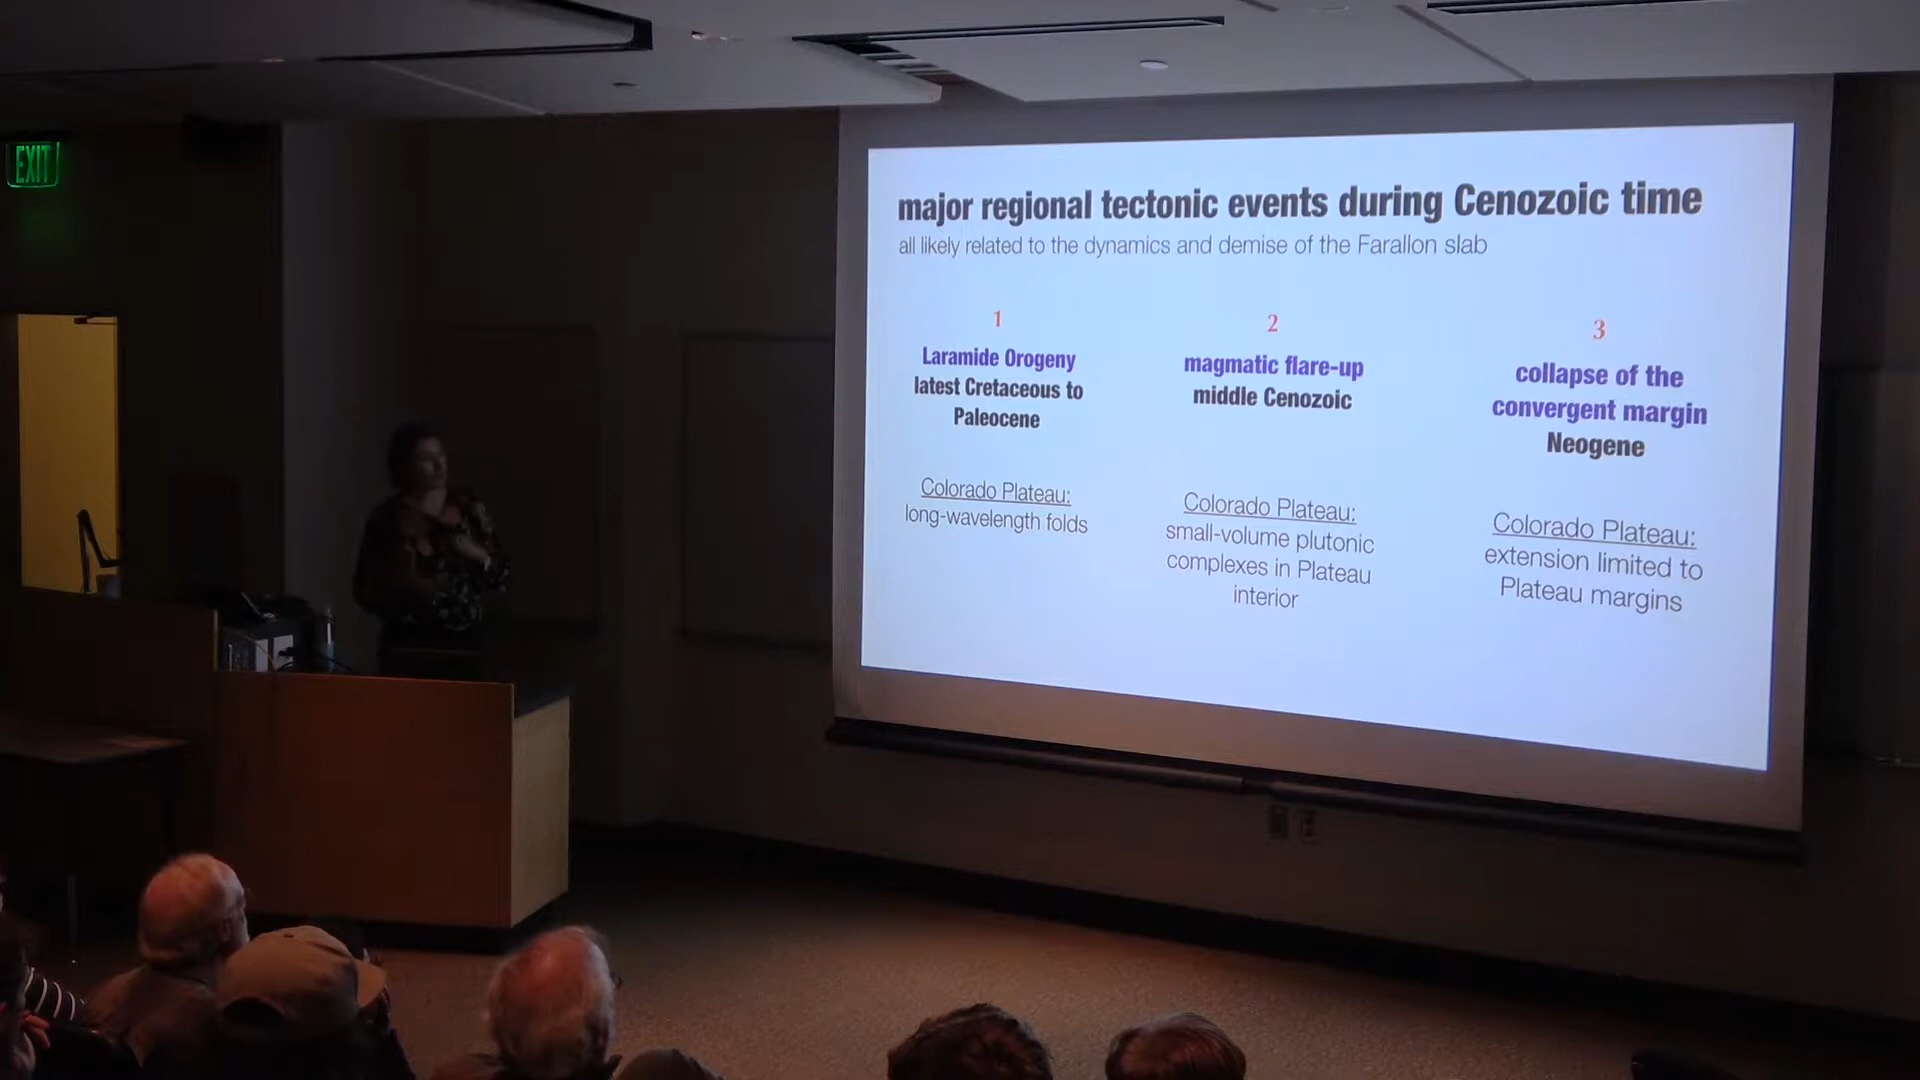 EXIT
major regional tectonic events during Cenozoic time
all likely related to the dynamics and demise of the Farallon slab
1
Laramide Orogeny
latest Cretaceous to
Paleocene
Colorado Plateau:
long-wavelength folds
2
magmatic flare-up
middle Cenozoic
Colorado Plateau:
small-volume plutonic
complexes in Plateau
interior
3
collapse of the
convergent margin
Neogene
Colorado Plateau:
extension limited to
Plateau margins